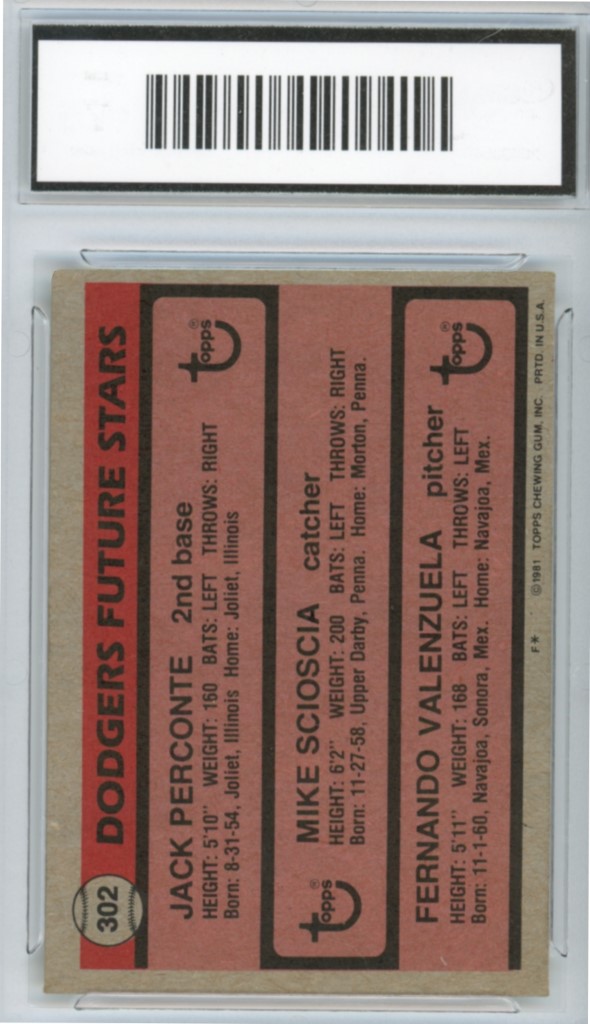 302
DODGERS FUTURE STARS
JACK PERCONTE 2nd base
HEIGHT: 5'10" WEIGHT: 160 BATS: LEFT THROWS: RIGHT
Born: 8-31-54, Joliet, Illinois Home: Joliet, Illinois
topps®
topps®
MIKE SCIOSCIA catcher
HEIGHT: 6'2" WEIGHT: 200 BATS: LEFT THROWS: RIGHT
Born: 11-27-58, Upper Darby, Penna. Home: Morton, Penna.
FERNANDO VALENZUELA pitcher
HEIGHT: 5'11" WEIGHT: 168 BATS: LEFT THROWS: LEFT
Born: 11-1-60, Navajoa, Sonora, Mex. Home: Navajoa, Mex.
topps®
F* ©1981 TOPPS CHEWING GUM, INC. PRTD. IN U.S.A.